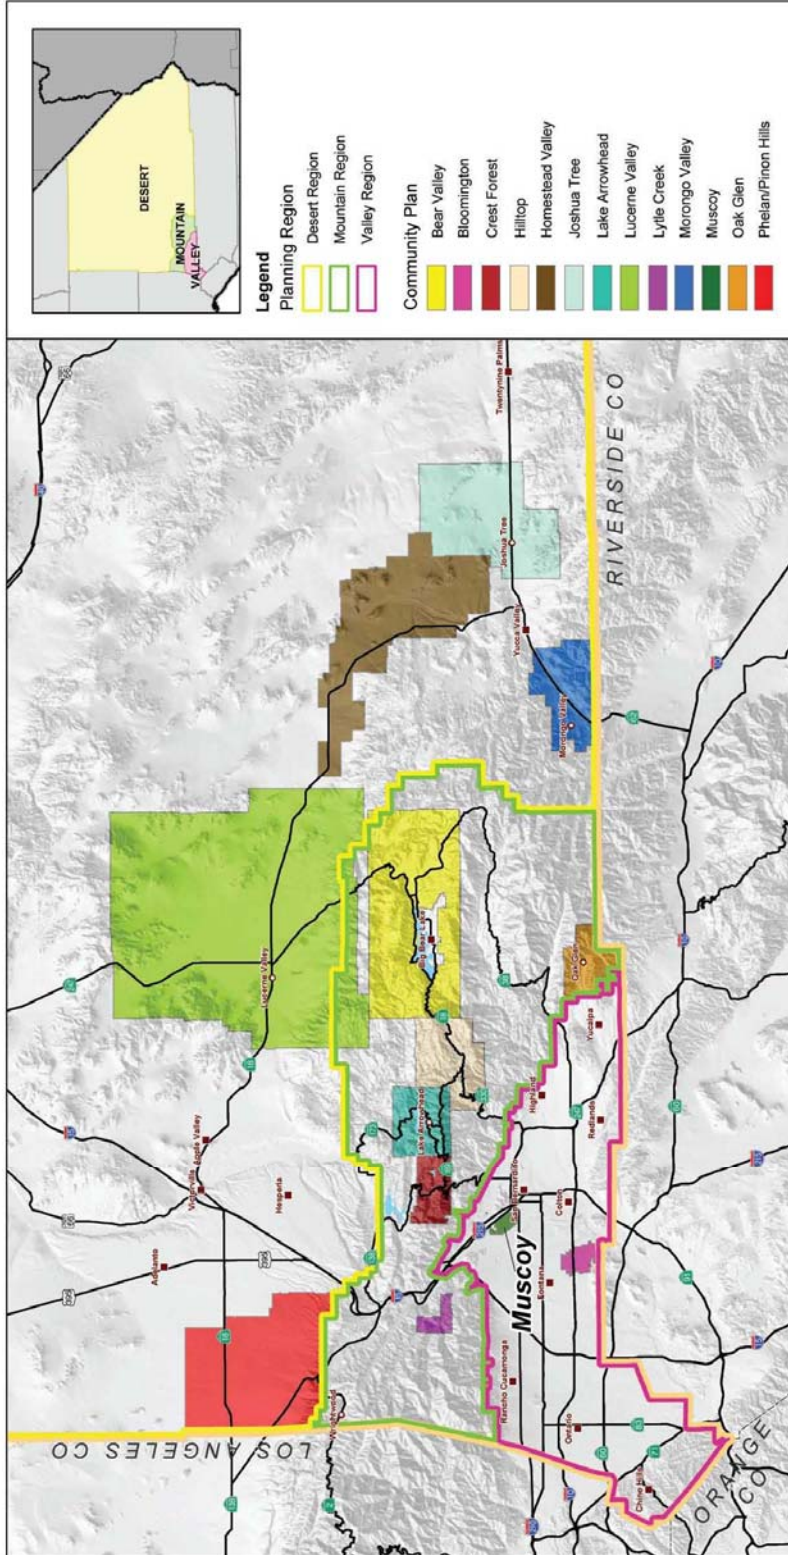 DESERT
MOUNTAIN
VALLEY
Legend
Planning Region
Desert Region
Mountain Region
Valley Region
Community Plan
Bear Valley
Bloomington
Crest Forest
Hilltop
Homestead Valley
Joshua Tree
Lake Arrowhead
Lucerne Valley
Lytle Creek
Morongo Valley
Muscoy
Oak Glen
Phelan/Pinon Hills
LOS ANGELES CO
RIVERSIDE CO
ORANGE
CO
Muscoy
Adelanto
Victorville
Apple Valley
Hesperia
Lucerne Valley
Wrightwood
Lake Arrowhead
Big Bear Lake
Twentynine Palms
Joshua Tree
Yucca Valley
Morongo Valley
Oak Glen
Yucaipa
Highland
Redlands
San Bernardino
Colton
Fontana
Rancho Cucamonga
Ontario
Chino Hills
395
395
18
18